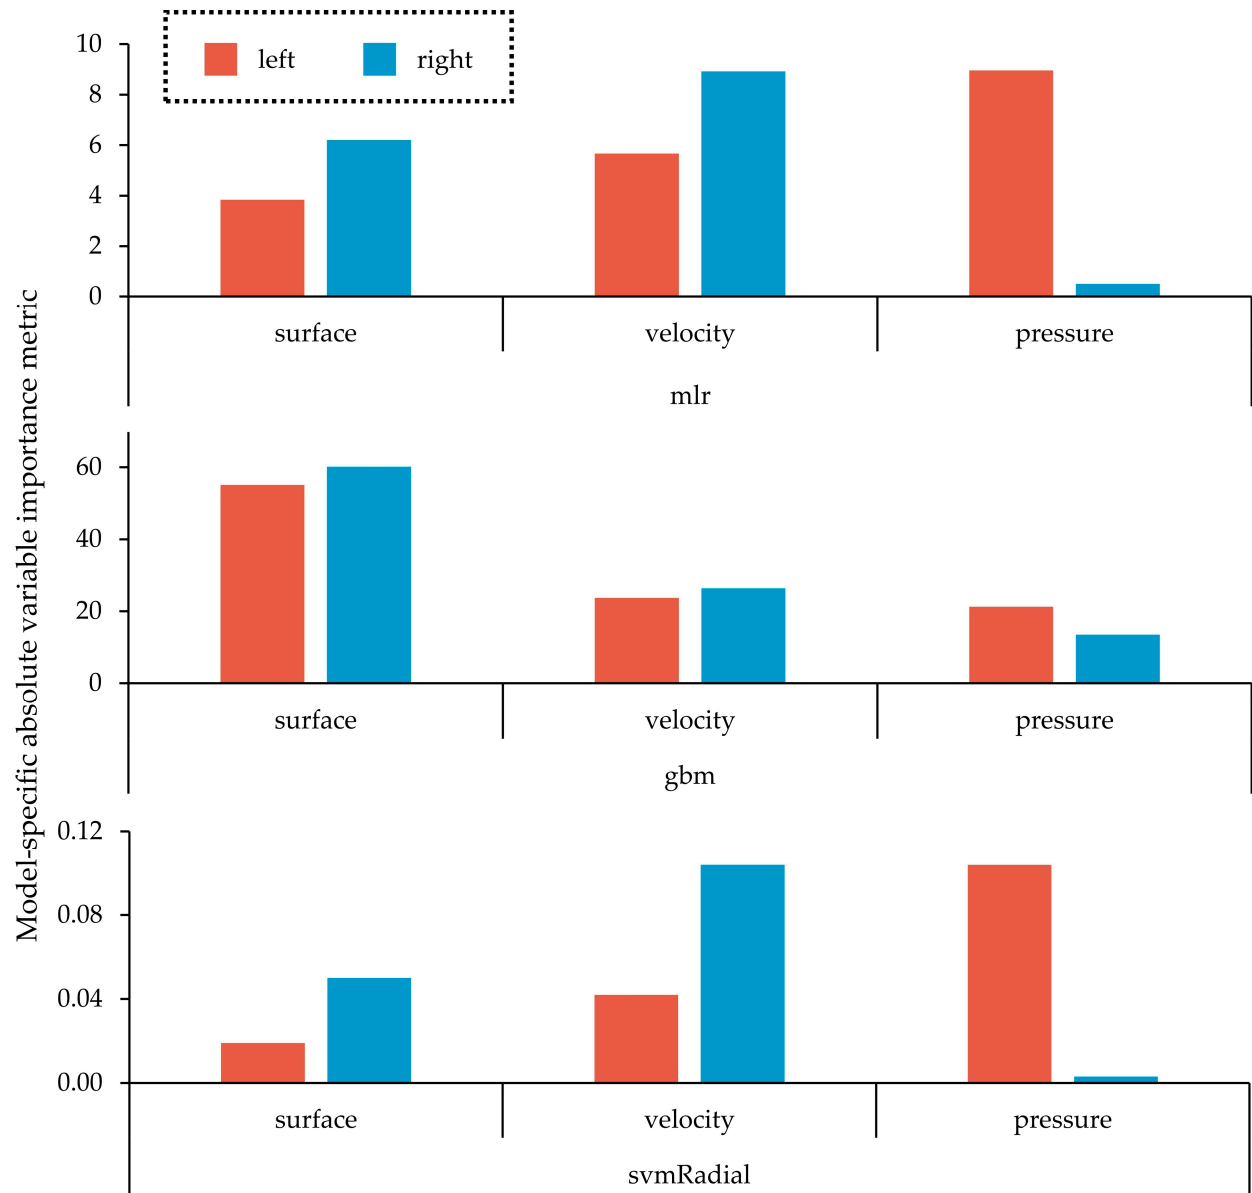 left right
10
8
6
4
2
0
surface velocity pressure
mlr
Model-specific absolute variable importance metric
60
40
20
0
surface velocity pressure
gbm
0.12
0.08
0.04
0.00
surface velocity pressure
svmRadial